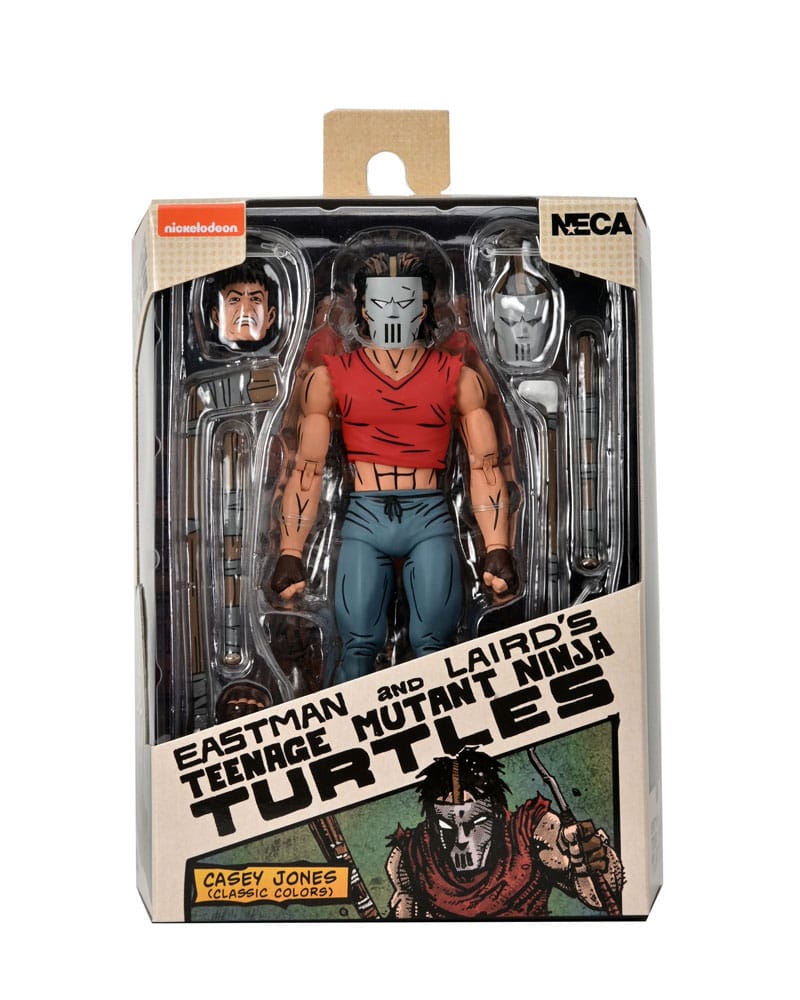 nickelodeon
NECA
EASTMAN AND LAIRD'S
TEENAGE MUTANT NINJA
TURTLES
CASEY JONES
(CLASSIC COLORS)